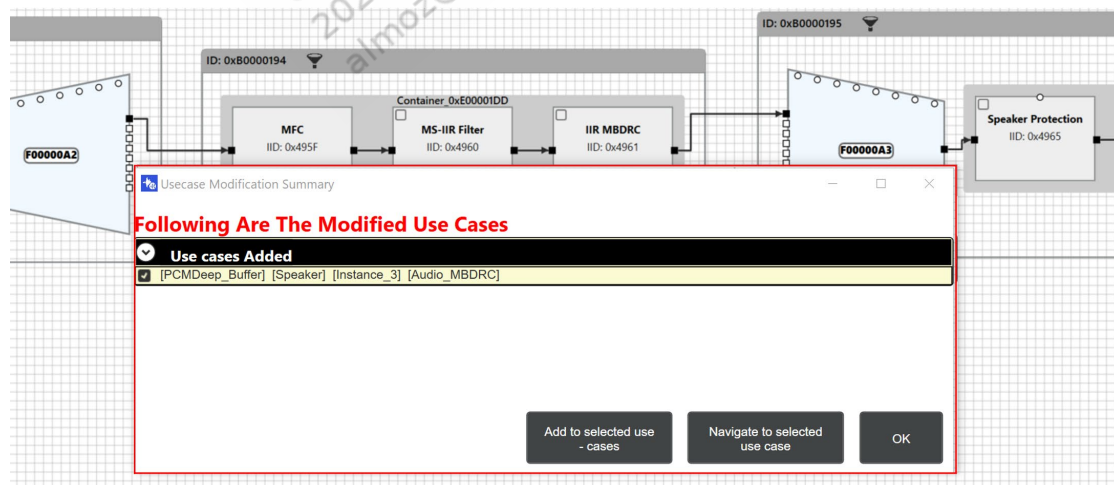 ID: 0xB0000195
ID: 0xB0000194
Container_0xE00001DD
MFC
IID: 0x495F
MS-IIR Filter
IID: 0x4960
IIR MBDRC
IID: 0x4961
F00000A2
F00000A3
Speaker Protection
IID: 0x4965
Usecase Modification Summary
Following Are The Modified Use Cases
Use cases Added
[PCMDeep_Buffer] [Speaker] [Instance_3] [Audio_MBDRC]
Add to selected use
- cases
Navigate to selected
use case
OK